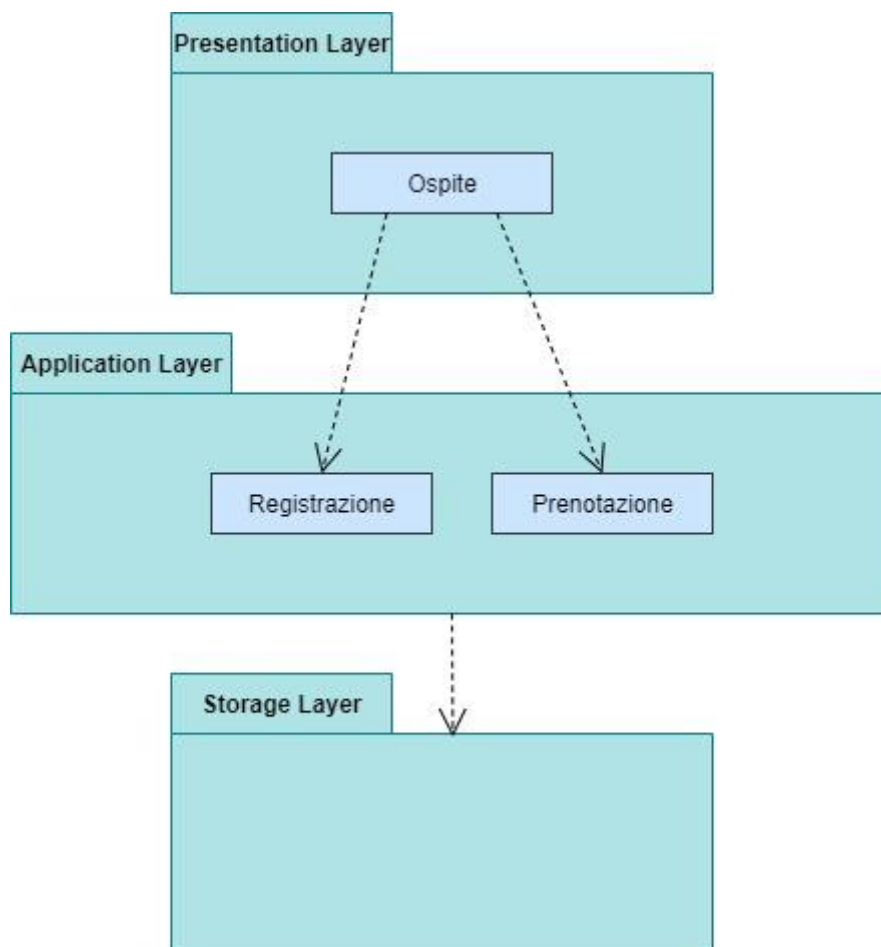 Presentation Layer
Ospite
Application Layer
Registrazione
Prenotazione
Storage Layer